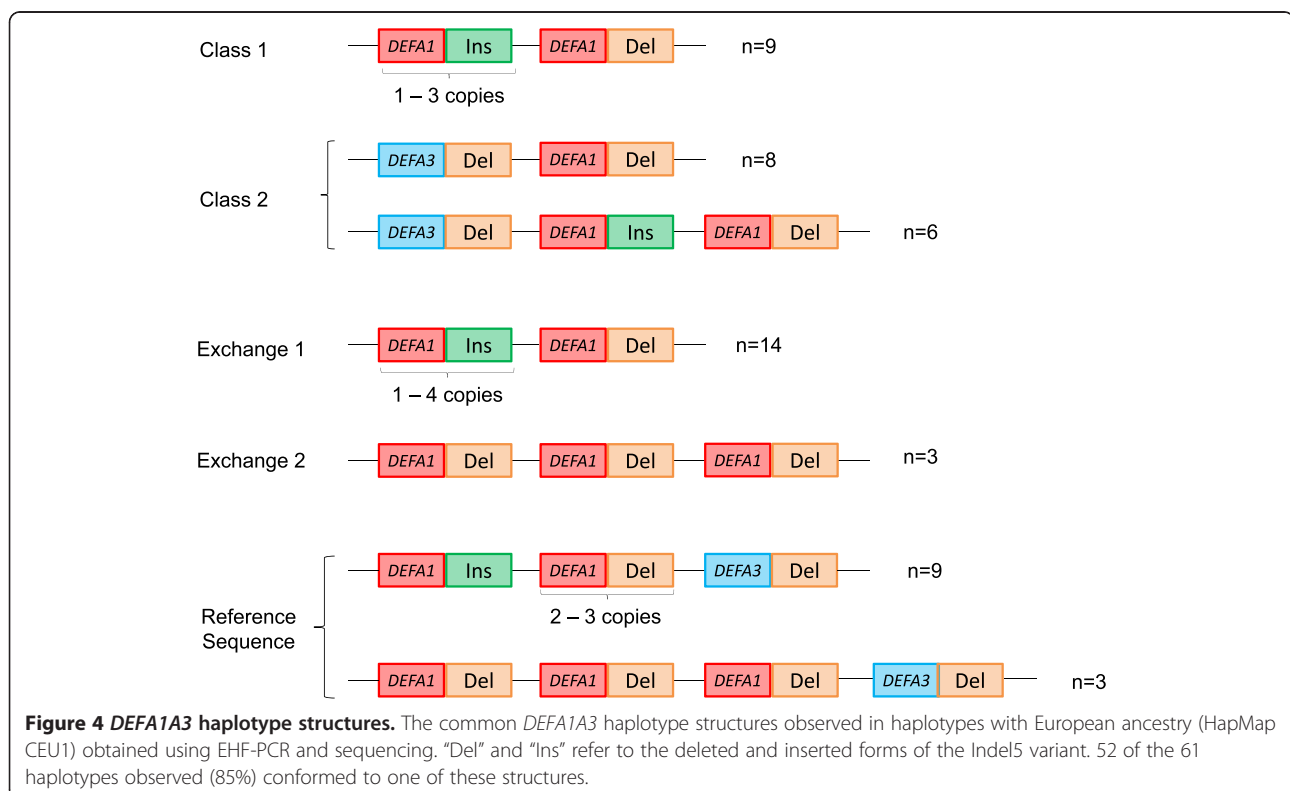 Class 1 DEFA1 Ins DEFA1 Del n=9
1 – 3 copies
DEFA3 Del DEFA1 Del n=8
Class 2
DEFA3 Del DEFA1 Ins DEFA1 Del n=6
Exchange 1 DEFA1 Ins DEFA1 Del n=14
1 – 4 copies
Exchange 2 DEFA1 Del DEFA1 Del DEFA1 Del n=3
DEFA1 Ins DEFA1 Del DEFA3 Del n=9
2 – 3 copies
Reference
Sequence
DEFA1 Del DEFA1 Del DEFA1 Del DEFA3 Del n=3
Figure 4 DEFA1A3 haplotype structures. The common DEFA1A3 haplotype structures observed in haplotypes with European ancestry (HapMap
CEU1) obtained using EHF-PCR and sequencing. “Del” and “Ins” refer to the deleted and inserted forms of the Indel5 variant. 52 of the 61
haplotypes observed (85%) conformed to one of these structures.